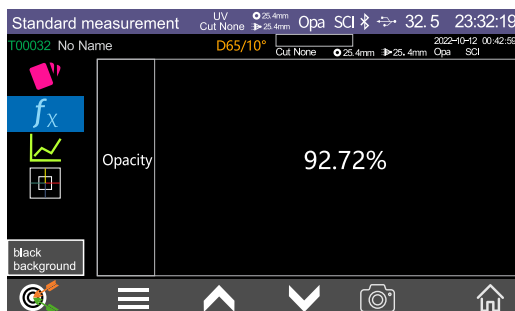 Standard measurement UV Cut None 25.4mm 25.4mm Opa SCI 32.5 23:32:19
T00032 No Name D65/10° Cut None 25.4mm 25.4mm 2022-10-12 00:42:59 Opa SCI
fx
Opacity 92.72%
black
background